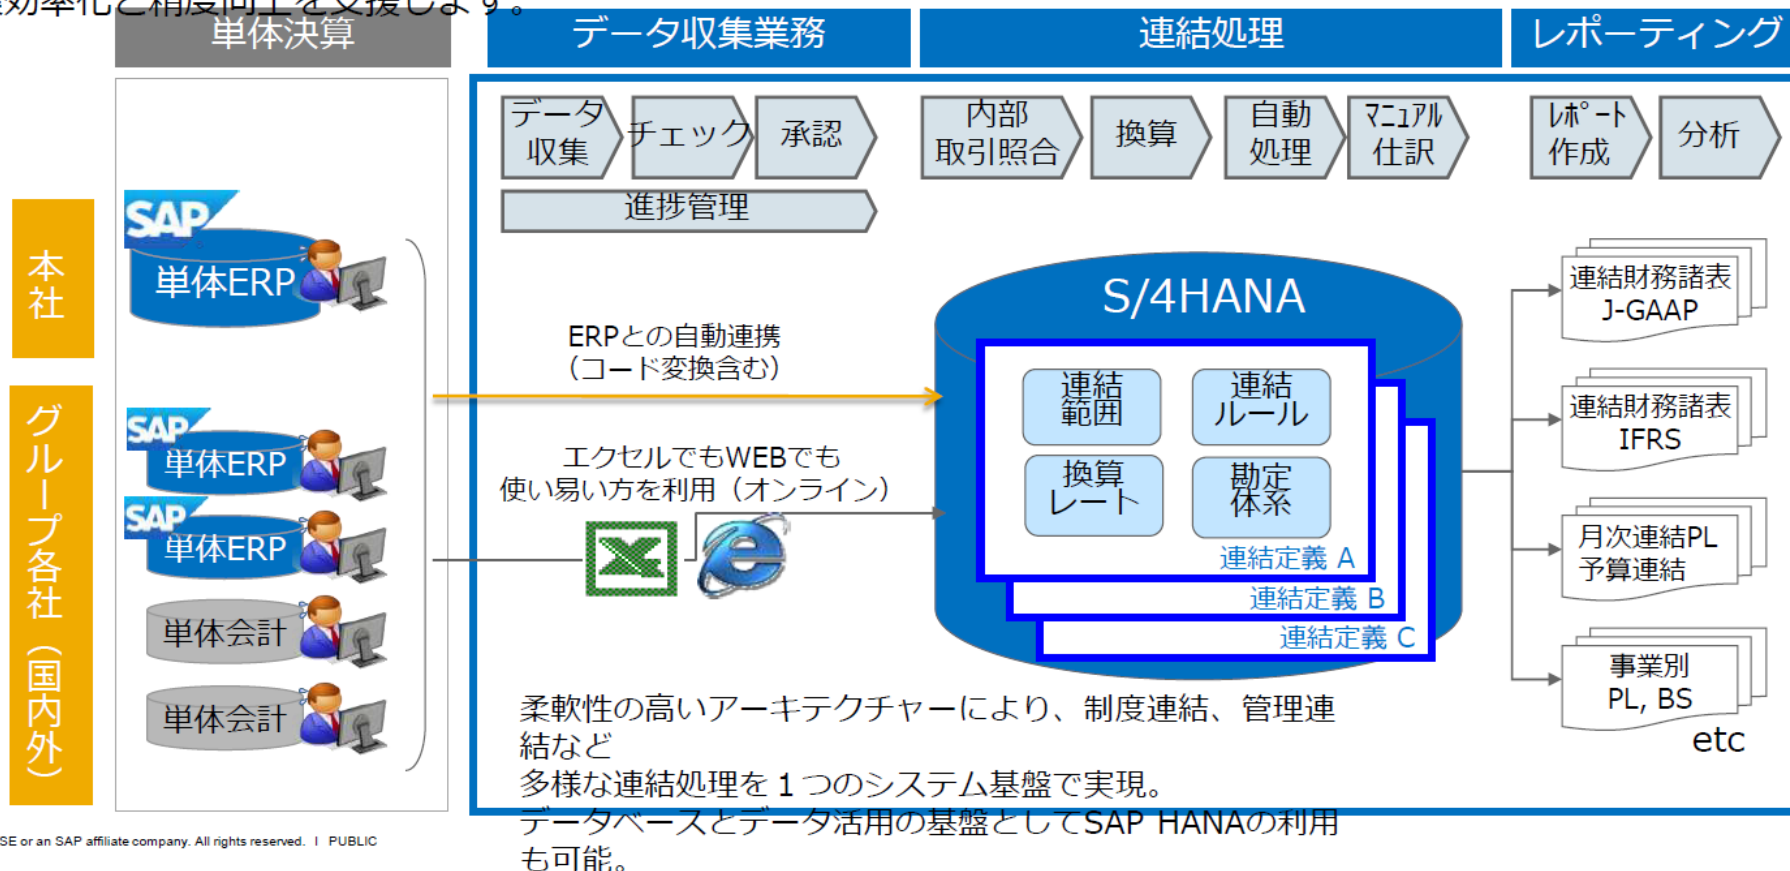 効率化と精度向上を支援します。
単体決算
データ収集業務
連結処理
レポーティング
データ
収集
チェック
承認
進捗管理
内部
取引照合
換算
自動
処理
ﾏﾆｭｱﾙ
仕訳
ﾚﾎﾟｰﾄ
作成
分析
本社
SAP
単体ERP
グループ各社（国内外）
SAP
単体ERP
SAP
単体ERP
単体会計
単体会計
ERPとの自動連携
（コード変換含む）
エクセルでもWEBでも
使い易い方を利用（オンライン）
S/4HANA
連結
範囲
連結
ルール
換算
レート
勘定
体系
連結定義 A
連結定義 B
連結定義 C
連結財務諸表
J-GAAP
連結財務諸表
IFRS
月次連結PL
予算連結
事業別
PL, BS
etc
柔軟性の高いアーキテクチャーにより、制度連結、管理連
結など
多様な連結処理を１つのシステム基盤で実現。
データベースとデータ活用の基盤としてSAP HANAの利用
も可能。
SE or an SAP affiliate company. All rights reserved. I PUBLIC